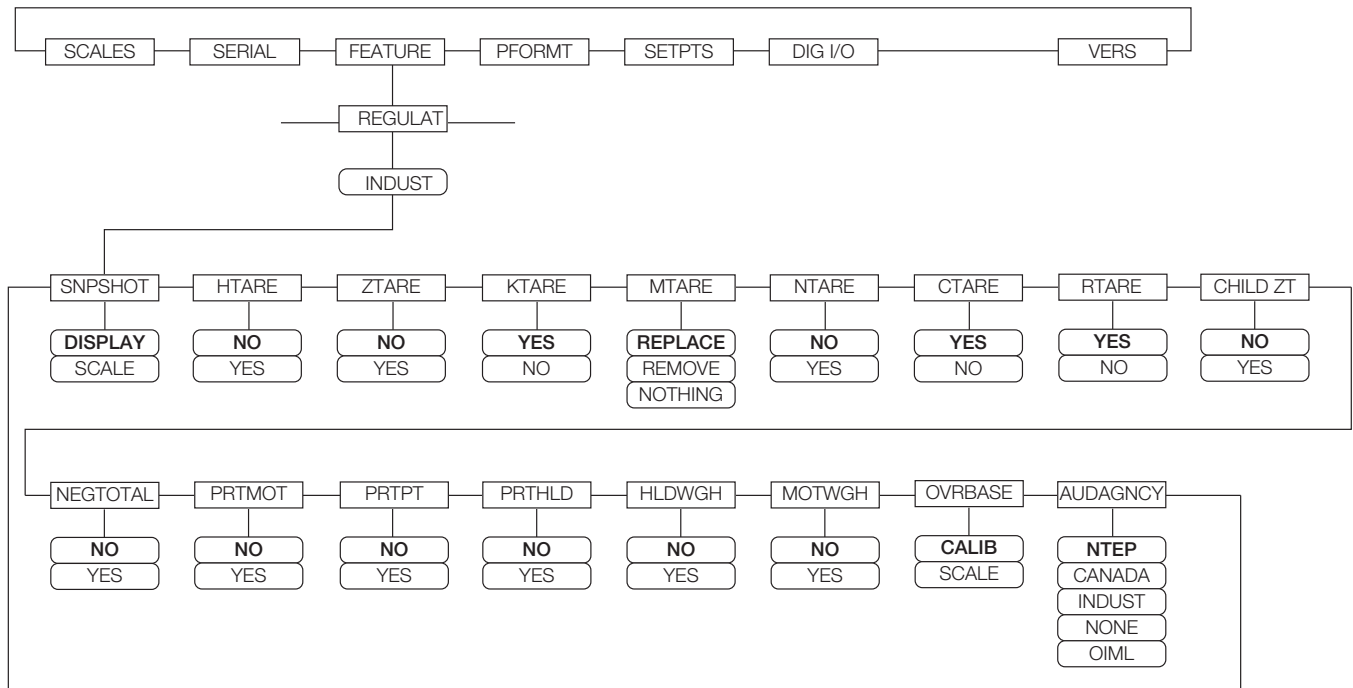 SCALES SERIAL FEATURE PFORMT SETPTS DIG I/O VERS
REGULAT
INDUST
SNPSHOT HTARE ZTARE KTARE MTARE NTARE CTARE RTARE CHILD ZT
DISPLAY NO NO YES REPLACE NO YES YES NO
SCALE YES YES NO REMOVE YES NO NO YES
NOTHING
NEGTOTAL PRTMOT PRTPT PRTHLD HLDWGH MOTWGH OVRBASE AUDAGNCY
NO NO NO NO NO NO CALIB NTEP
YES YES YES YES YES YES SCALE CANADA
INDUST
NONE
OIML